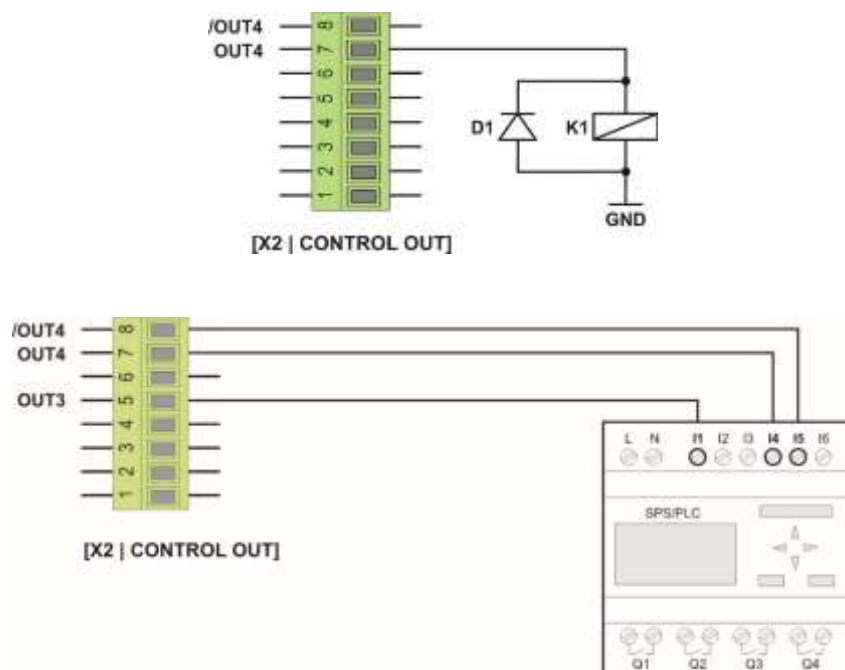 /OUT4
OUT4
8
7
6
5
4
3
2
1
D1
K1
GND
[X2 | CONTROL OUT]
/OUT4
OUT4
OUT3
8
7
6
5
4
3
2
1
[X2 | CONTROL OUT]
L N I1 I2 I3 I4 I5 I6
SPS/PLC
Q1 Q2 Q3 Q4